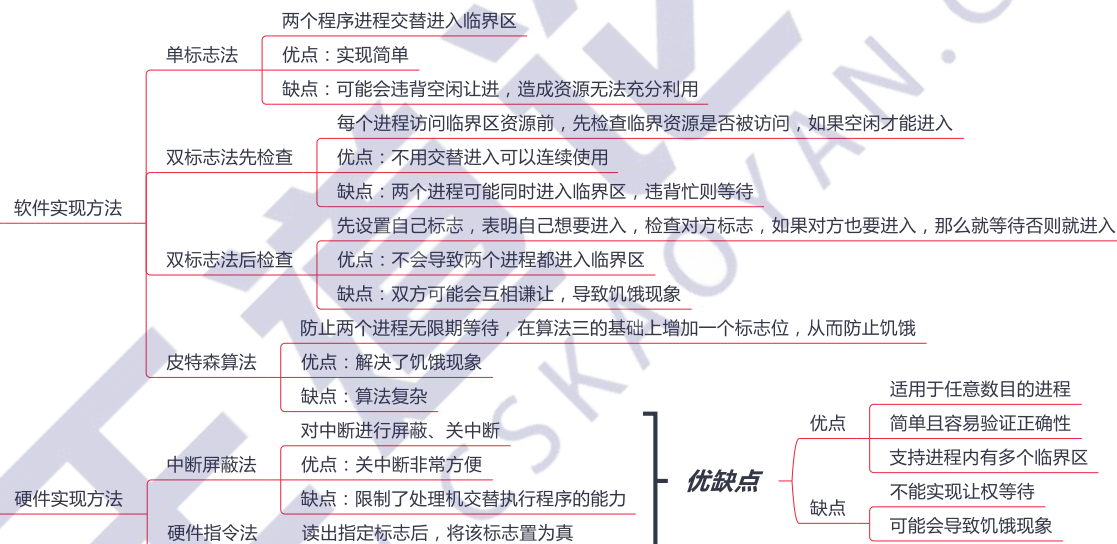 软件实现方法
单标志法
两个程序进程交替进入临界区
优点：实现简单
缺点：可能会违背空闲让进，造成资源无法充分利用
双标志法先检查
每个进程访问临界区资源前，先检查临界资源是否被访问，如果空闲才能进入
优点：不用交替进入可以连续使用
缺点：两个进程可能同时进入临界区，违背忙则等待
双标志法后检查
先设置自己标志，表明自己想要进入，检查对方标志，如果对方也要进入，那么就等待否则就进入
优点：不会导致两个进程都进入临界区
缺点：双方可能会互相谦让，导致饥饿现象
皮特森算法
防止两个进程无限期等待，在算法三的基础上增加一个标志位，从而防止饥饿
优点：解决了饥饿现象
缺点：算法复杂
硬件实现方法
中断屏蔽法
对中断进行屏蔽、关中断
优点：关中断非常方便
缺点：限制了处理机交替执行程序的能力
硬件指令法
读出指定标志后，将该标志置为真
优缺点
优点
适用于任意数目的进程
简单且容易验证正确性
支持进程内有多个临界区
缺点
不能实现让权等待
可能会导致饥饿现象
CSKAOYAN.C